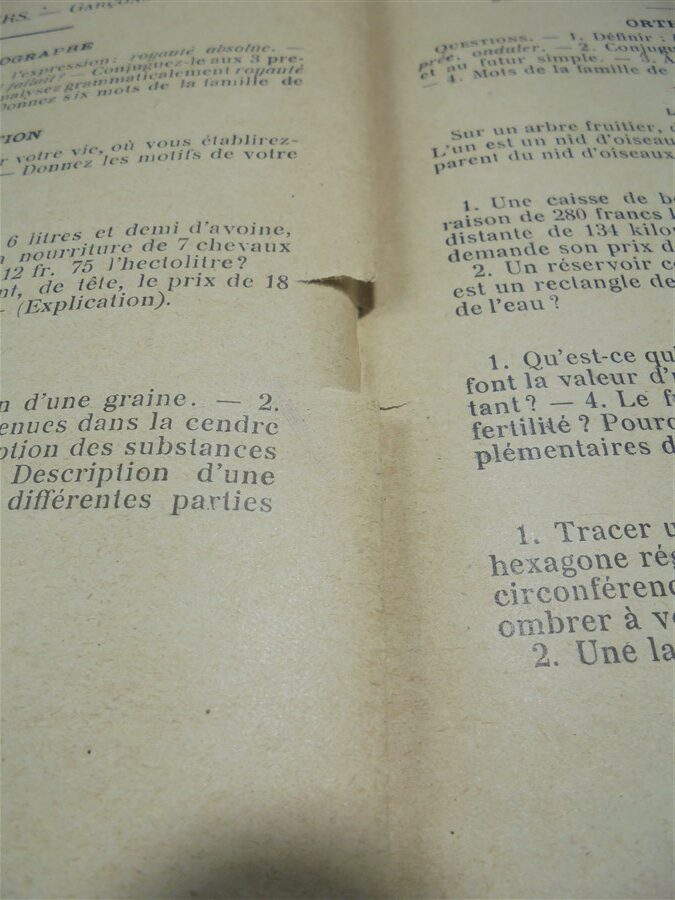 RS. — GARÇON
OGRAPHE
l'expression : royauté absolue. —
fallait? — Conjuguez-le aux 3 pre-
nalysez grammaticalement royauté
Donnez six mots de la famille de
TION
r votre vie, où vous établirez-
— Donnez les motifs de votre
6 litres et demi d'avoine,
nourriture de 7 chevaux
12 fr. 75 l'hectolitre?
nt, de tête, le prix de 18
- (Explication).
n d'une graine. — 2.
enues dans la cendre
ption des substances
Description d'une
différentes parties
ORTH
QUESTIONS. — 1. Définir :
prée, onduler. — 2. Conjugu
et au futur simple. — 3. A
— 4. Mots de la famille de
Sur un arbre fruitier,
L'un est un nid d'oiseau
parent du nid d'oiseaux
1. Une caisse de b
raison de 280 francs l
distante de 134 kilo
demande son prix d
2. Un réservoir c
est un rectangle de
de l'eau?
1. Qu'est-ce qu'
font la valeur d'u
tant? — 4. Le f
fertilité? Pourq
plémentaires d
1. Tracer u
hexagone rég
circonférenc
ombrer à vo
2. Une la